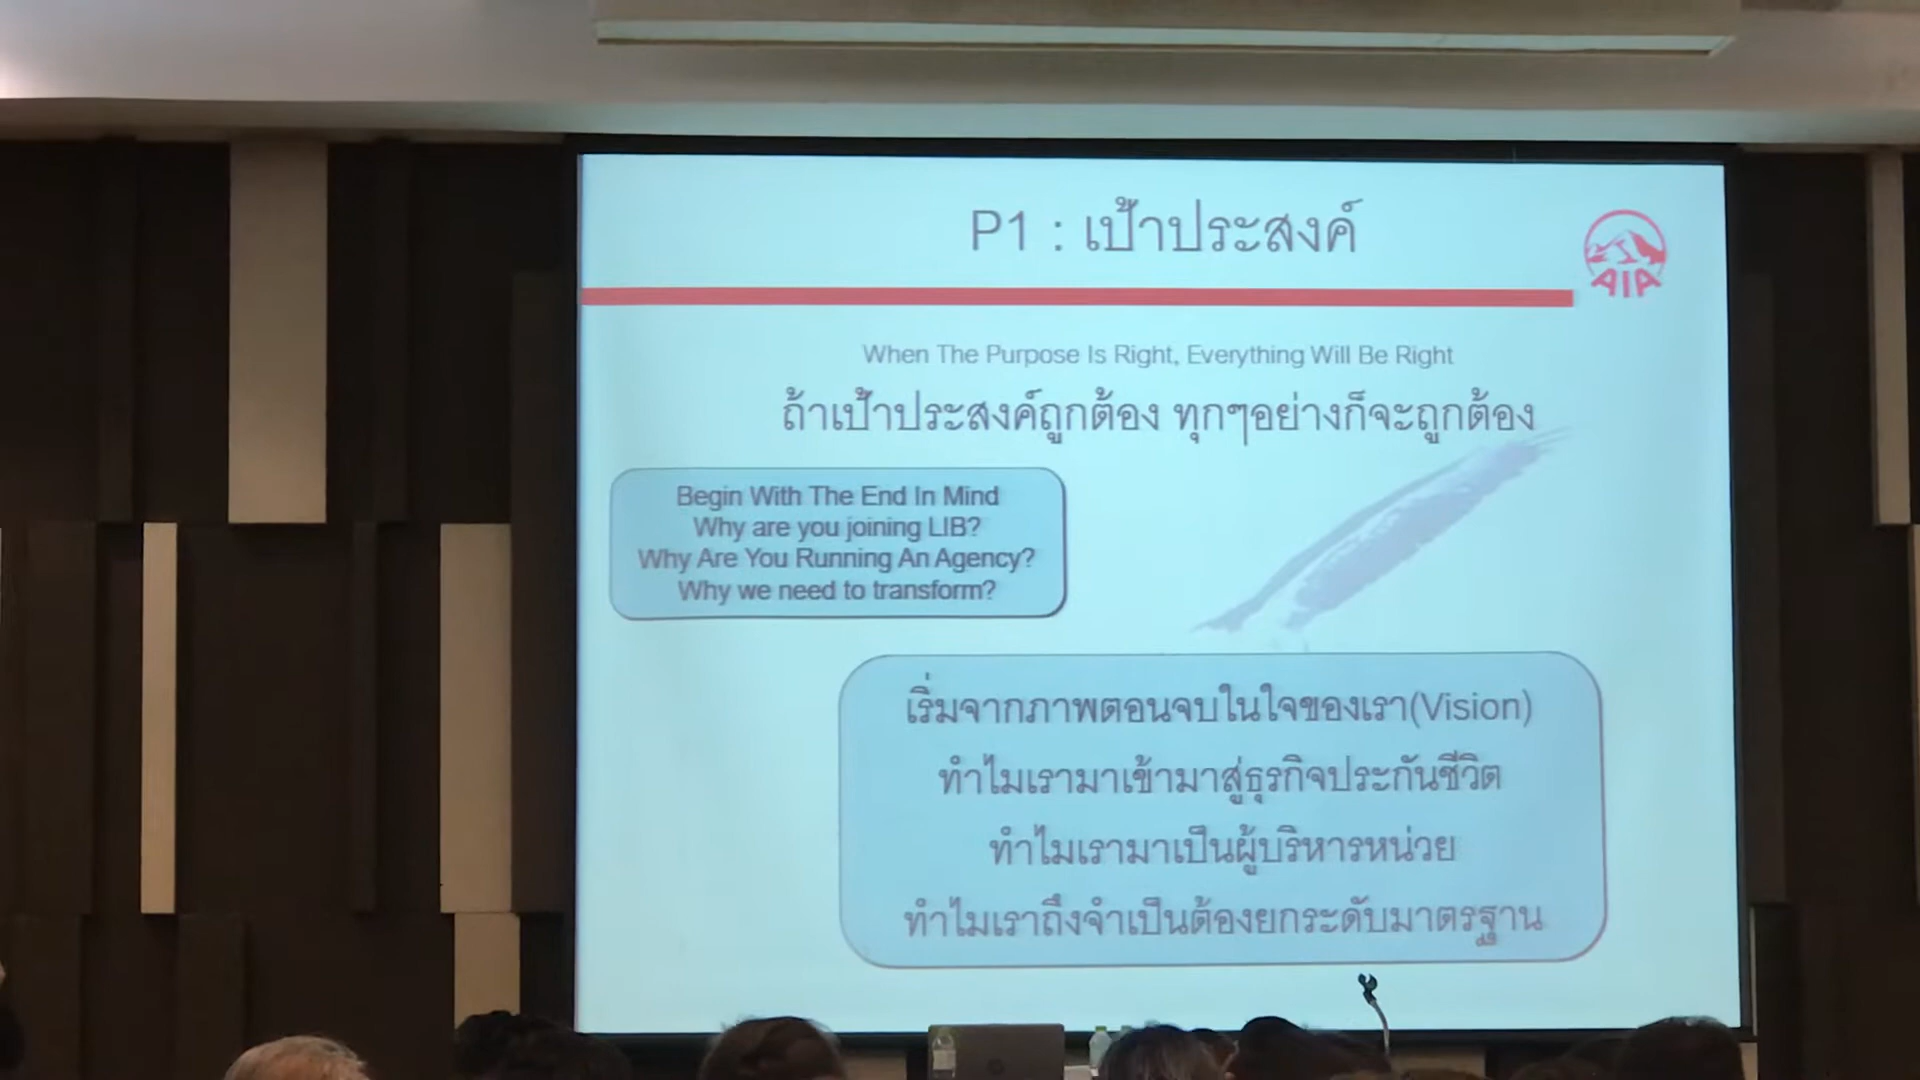 P1 : เป้าประสงค์
AIA
When The Purpose Is Right, Everything Will Be Right
ถ้าเป้าประสงค์ถูกต้อง ทุกๆอย่างก็จะถูกต้อง
Begin With The End In Mind
Why are you joining LIB?
Why Are You Running An Agency?
Why we need to transform?
เริ่มจากภาพตอนจบในใจของเรา(Vision)
ทำไมเรามาเข้ามาสู่ธุรกิจประกันชีวิต
ทำไมเรามาเป็นผู้บริหารหน่วย
ทำไมเราถึงจำเป็นต้องยกระดับมาตรฐาน